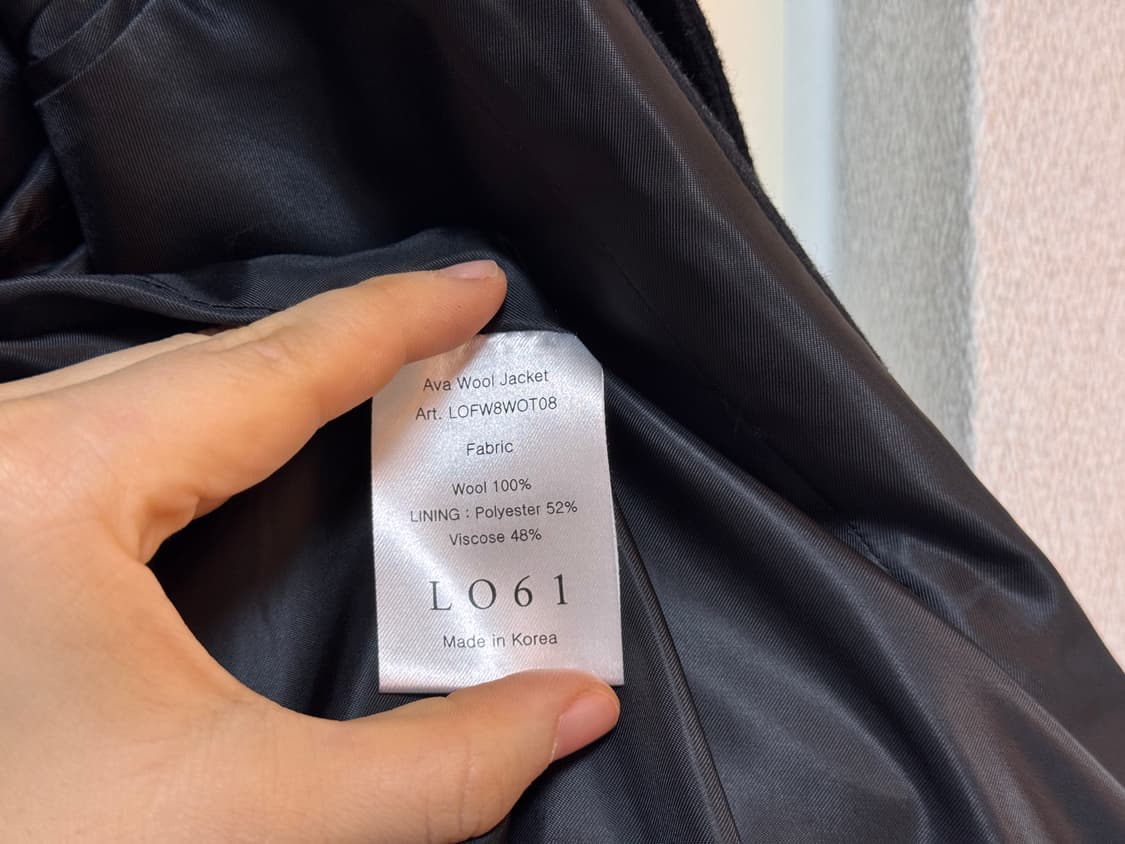 Ava Wool Jacket
Art. LOFW8WOT08
Fabric
Wool 100%
LINING : Polyester 52%
Viscose 48%
LO61
Made in Korea